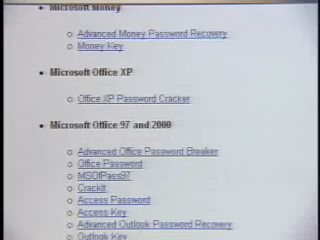 Microsoft Money
Advanced Money Password Recovery
Money Key
Microsoft Office XP
Office XP Password Cracker
Microsoft Office 97 and 2000
Advanced Office Password Breaker
Office Password
MSOfPass97
CrackIt
Access Password
Access Key
Advanced Outlook Password Recovery
Outlook Key